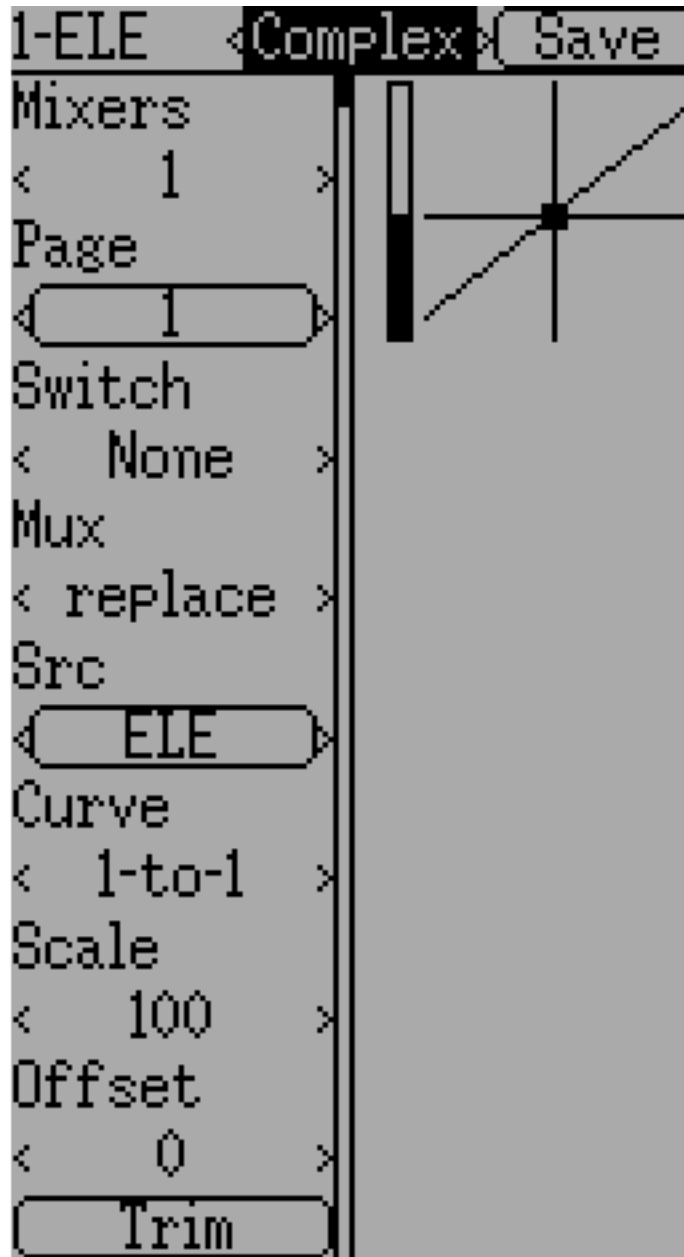 1-ELE <Complex> Save
Mixers
< 1 >
Page
< 1 >
Switch
< None >
Mux
< replace >
Src
< ELE >
Curve
< 1-to-1 >
Scale
< 100 >
Offset
< 0 >
Trim